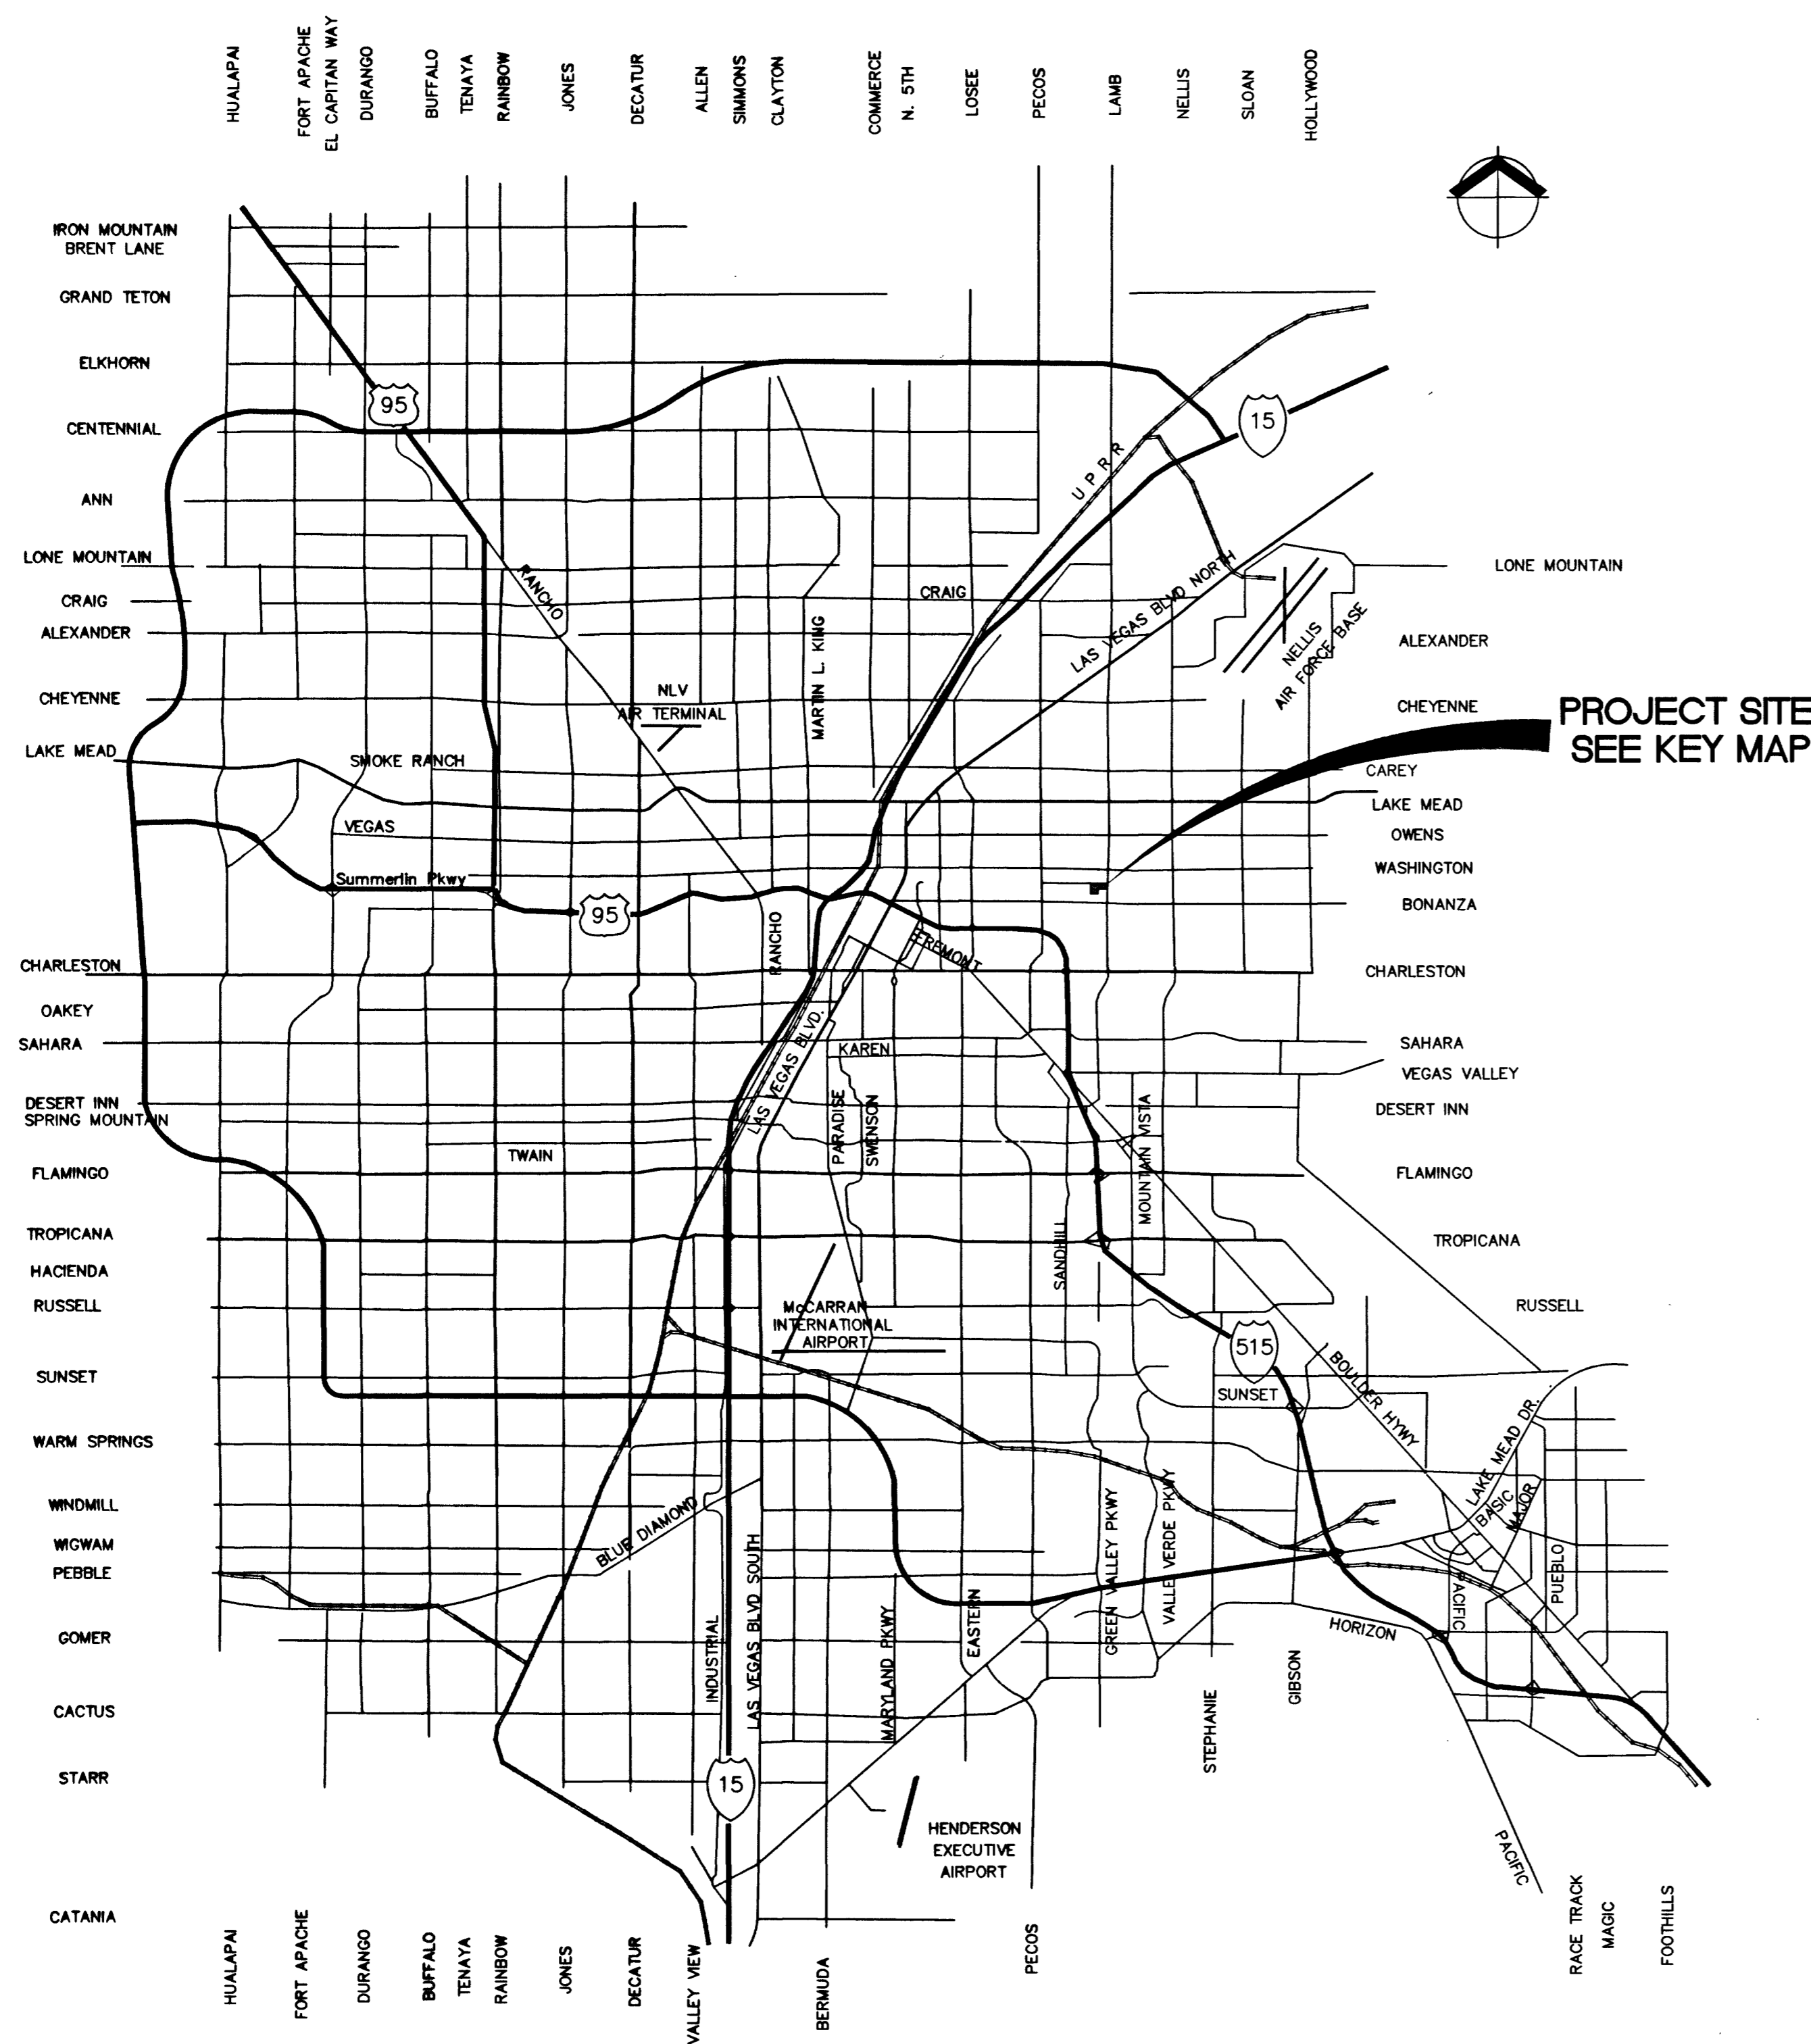 HUALAPAI
FORT APACHE
EL CAPITAN WAY
DURANGO
BUFFALO
TENAYA
RAINBOW
JONES
DECATUR
ALLEN
SIMMONS
CLAYTON
COMMERCE
N. 5TH
LOSEE
PECOS
LAMB
NELLIS
SLOAN
HOLLYWOOD
IRON MOUNTAIN
BRENT LANE
GRAND TETON
ELKHORN
CENTENNIAL
ANN
LONE MOUNTAIN
CRAIG
ALEXANDER
CHEYENNE
LAKE MEAD
CHARLESTON
OAKEY
SAHARA
DESERT INN
SPRING MOUNTAIN
FLAMINGO
TROPICANA
HACIENDA
RUSSELL
SUNSET
WARM SPRINGS
WINDMILL
WIGWAM
PEBBLE
GOMER
CACTUS
STARR
CATANIA
95
15
U P R R
RANCHO
CRAIG
LAS VEGAS BLVD NORTH
MARTIN L. KING
NLV
AIR TERMINAL
NELLIS
AIR FORCE BASE
SMOKE RANCH
VEGAS
Summerlin Pkwy
95
RANCHO
FREMONT
LAS VEGAS BLVD.
KAREN
PARADISE
SWENSON
MOUNTAIN VISTA
TWAIN
SANDHILL
McCARRAN
INTERNATIONAL
AIRPORT
515
SUNSET
BOULDER HYWY
LAKE MEAD DR.
BASIC
MAJOR
BLUE DIAMOND
LAS VEGAS BLVD SOUTH
INDUSTRIAL
MARYLAND PKWY
EASTERN
GREEN VALLEY PKWY
VALLE VERDE PKWY
STEPHANIE
GIBSON
HORIZON
PACIFIC
PUEBLO
15
HENDERSON
EXECUTIVE
AIRPORT
PACIFIC
LONE MOUNTAIN
ALEXANDER
CHEYENNE
PROJECT SITE
SEE KEY MAP
CAREY
LAKE MEAD
OWENS
WASHINGTON
BONANZA
CHARLESTON
SAHARA
VEGAS VALLEY
DESERT INN
FLAMINGO
TROPICANA
RUSSELL
HUALAPAI
FORT APACHE
DURANGO
BUFFALO
TENAYA
RAINBOW
JONES
DECATUR
VALLEY VIEW
BERMUDA
PECOS
RACE TRACK
MAGIC
FOOTHILLS